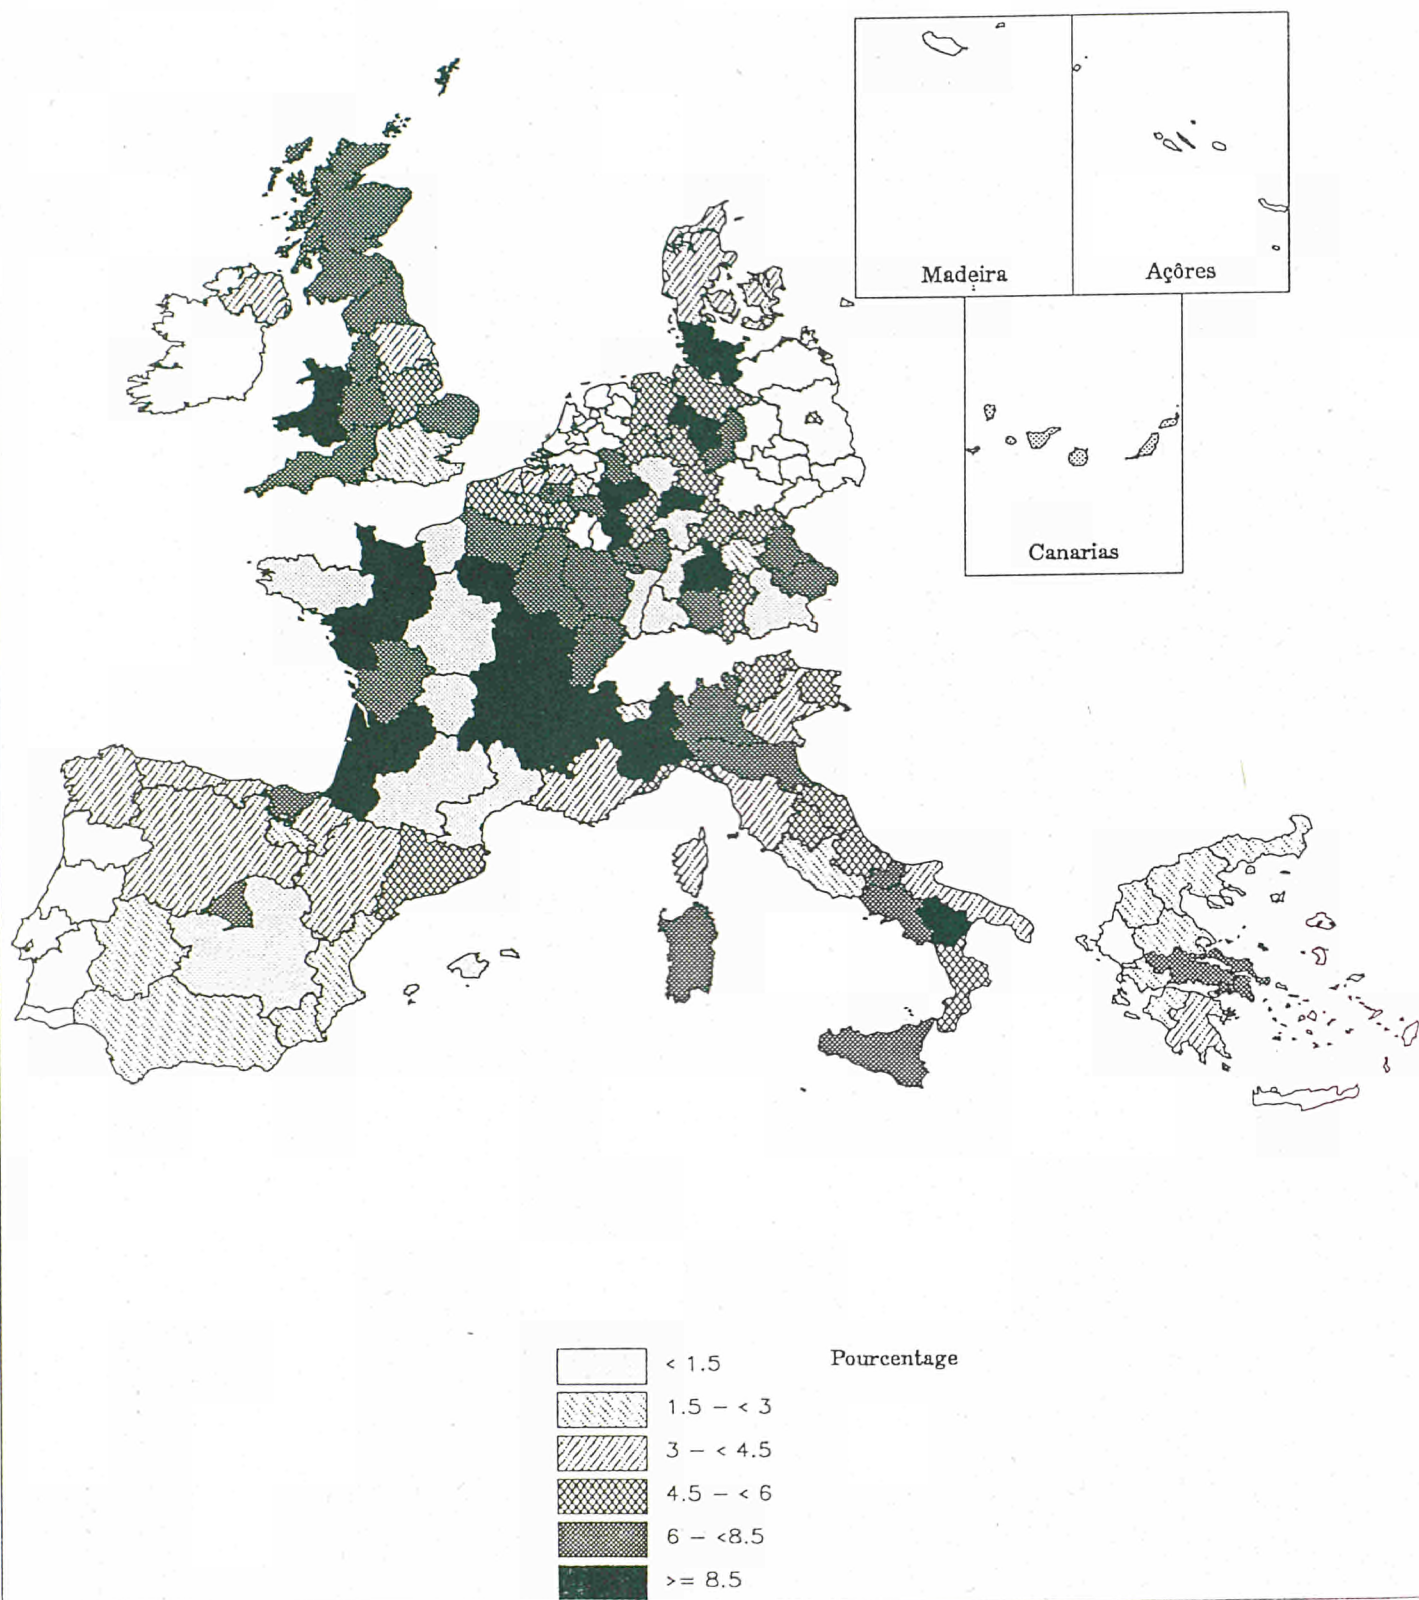 Madeira
Açôres
Canarias
Pourcentage
< 1.5
1.5 – < 3
3 – < 4.5
4.5 – < 6
6 – <8.5
>= 8.5